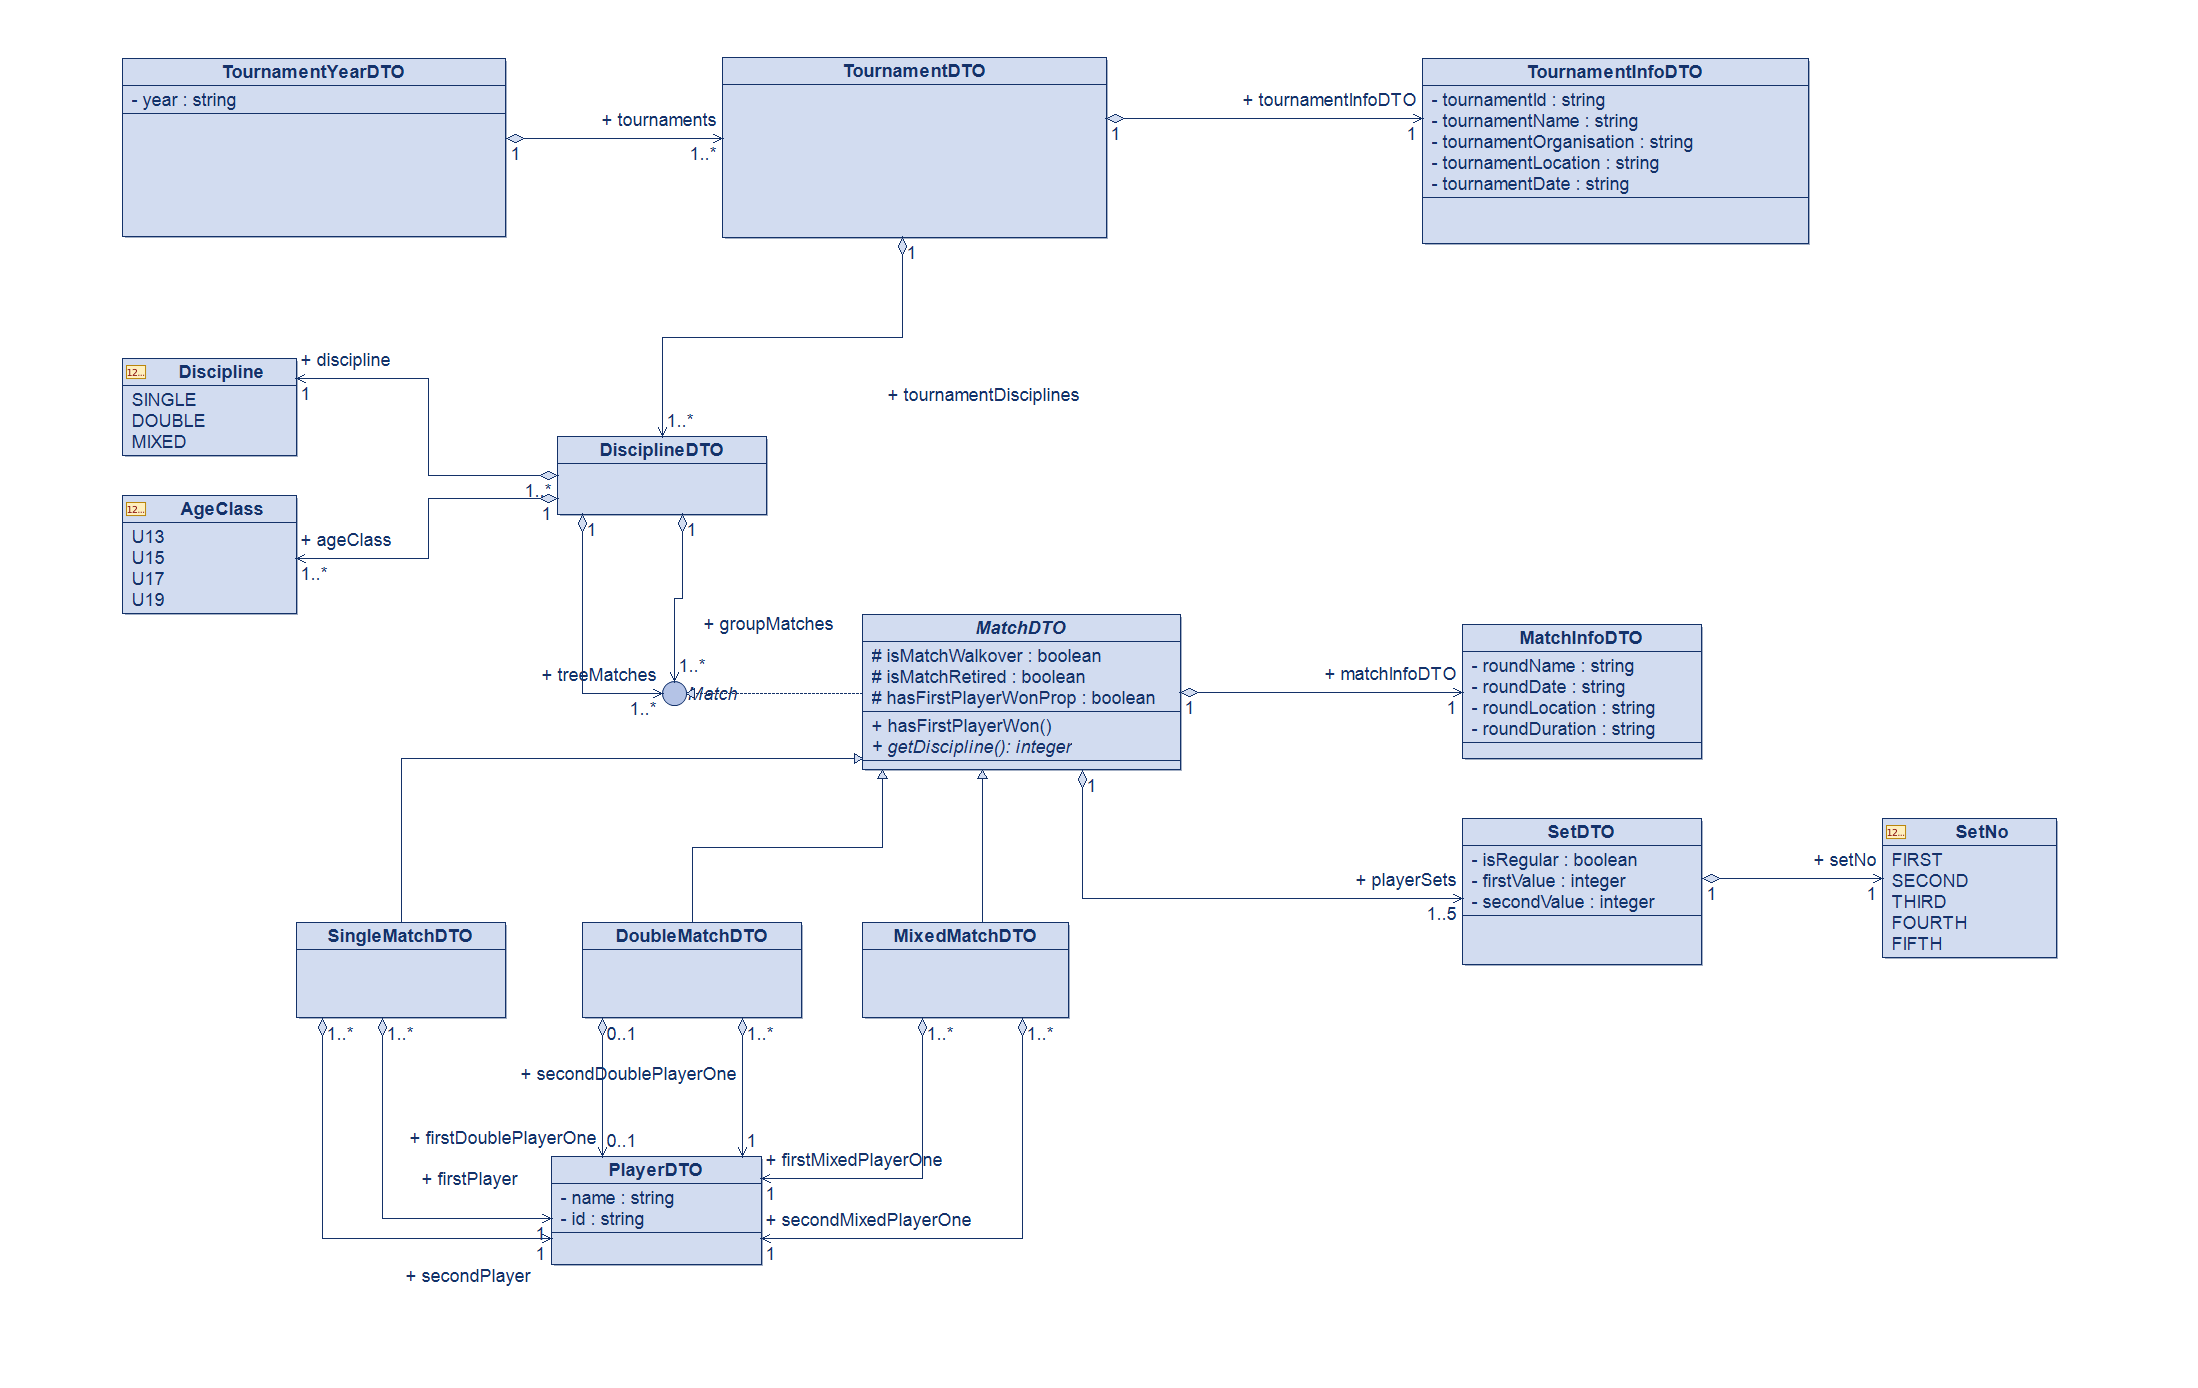 TournamentYearDTO
- year : string
+ tournaments
1
1..*
TournamentDTO
1
+ tournamentInfoDTO
1
1
TournamentInfoDTO
- tournamentId : string
- tournamentName : string
- tournamentOrganisation : string
- tournamentLocation : string
- tournamentDate : string
+ tournamentDisciplines
1..*
12...
Discipline
SINGLE
DOUBLE
MIXED
+ discipline
1
12...
AgeClass
U13
U15
U17
U19
+ ageClass
1..*
DisciplineDTO
1..*
1
1
1
+ groupMatches
1..*
+ treeMatches
1..*
Match
MatchDTO
# isMatchWalkover : boolean
# isMatchRetired : boolean
# hasFirstPlayerWonProp : boolean
+ hasFirstPlayerWon()
+ getDiscipline(): integer
1
+ matchInfoDTO
1
MatchInfoDTO
- roundName : string
- roundDate : string
- roundLocation : string
- roundDuration : string
1
+ playerSets
1..5
SetDTO
- isRegular : boolean
- firstValue : integer
- secondValue : integer
1
+ setNo
1
12...
SetNo
FIRST
SECOND
THIRD
FOURTH
FIFTH
SingleMatchDTO
1..*
1..*
DoubleMatchDTO
0..1
1..*
MixedMatchDTO
1..*
1..*
+ secondDoublePlayerOne
+ firstDoublePlayerOne
0..1
1
+ firstPlayer
1
1
+ secondPlayer
PlayerDTO
- name : string
- id : string
+ firstMixedPlayerOne
1
+ secondMixedPlayerOne
1